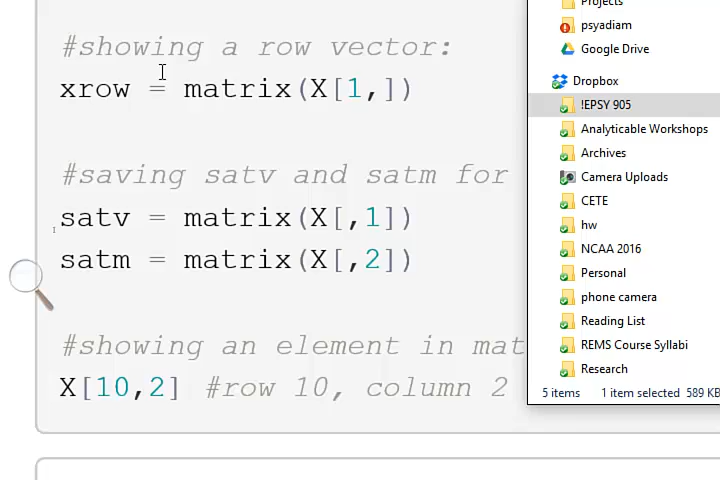 #showing a row vector:
xrow = matrix(X[1,])
#saving satv and satm for
satv = matrix(X[,1])
satm = matrix(X[,2])
#showing an element in mat
X[10,2] #row 10, column 2
Projects
psyadiam
Google Drive
Dropbox
!EPSY 905
Analyticable Workshops
Archives
Camera Uploads
CETE
hw
NCAA 2016
Personal
phone camera
Reading List
REMS Course Syllabi
Research
5 items 1 item selected 589 KB